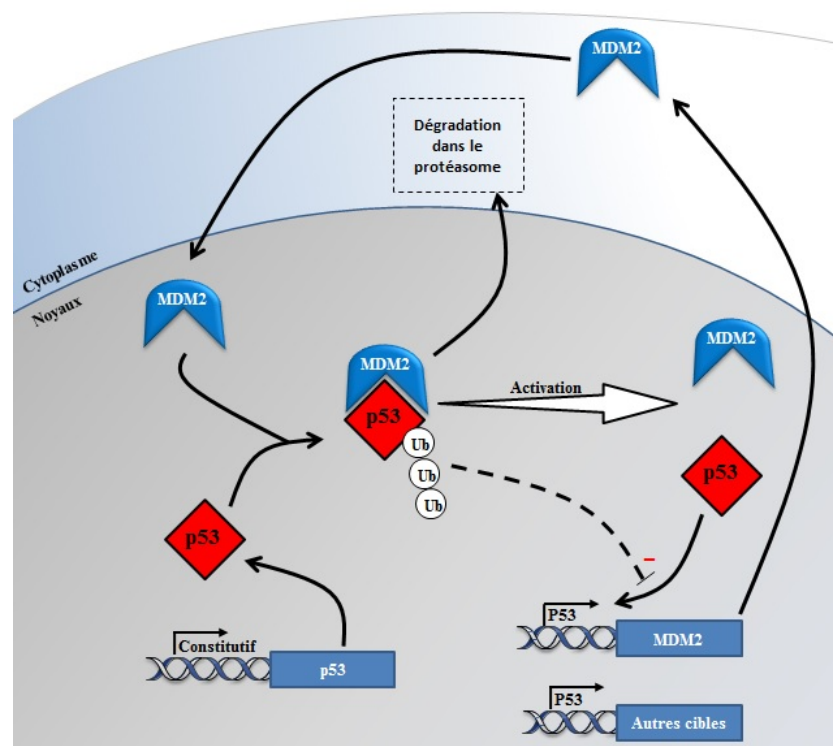 MDM2
Dégradation
dans le
protéasome
Cytoplasme
Noyaux
MDM2
MDM2
p53
Ub
Ub
Ub
Activation
MDM2
p53
p53
–
Constitutif
p53
P53
MDM2
P53
Autres cibles